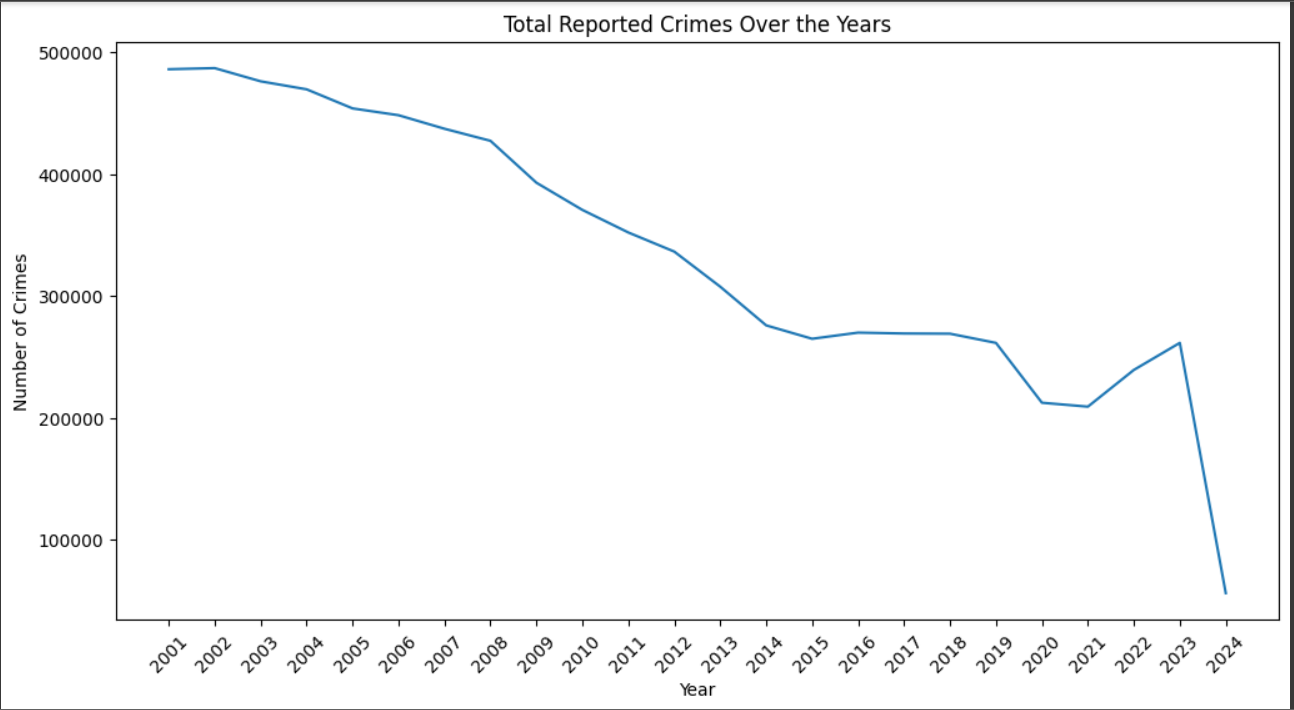 Total Reported Crimes Over the Years
500000
400000
300000
200000
100000
Number of Crimes
2001 2002 2003 2004 2005 2006 2007 2008 2009 2010 2011 2012 2013 2014 2015 2016 2017 2018 2019 2020 2021 2022 2023 2024
Year